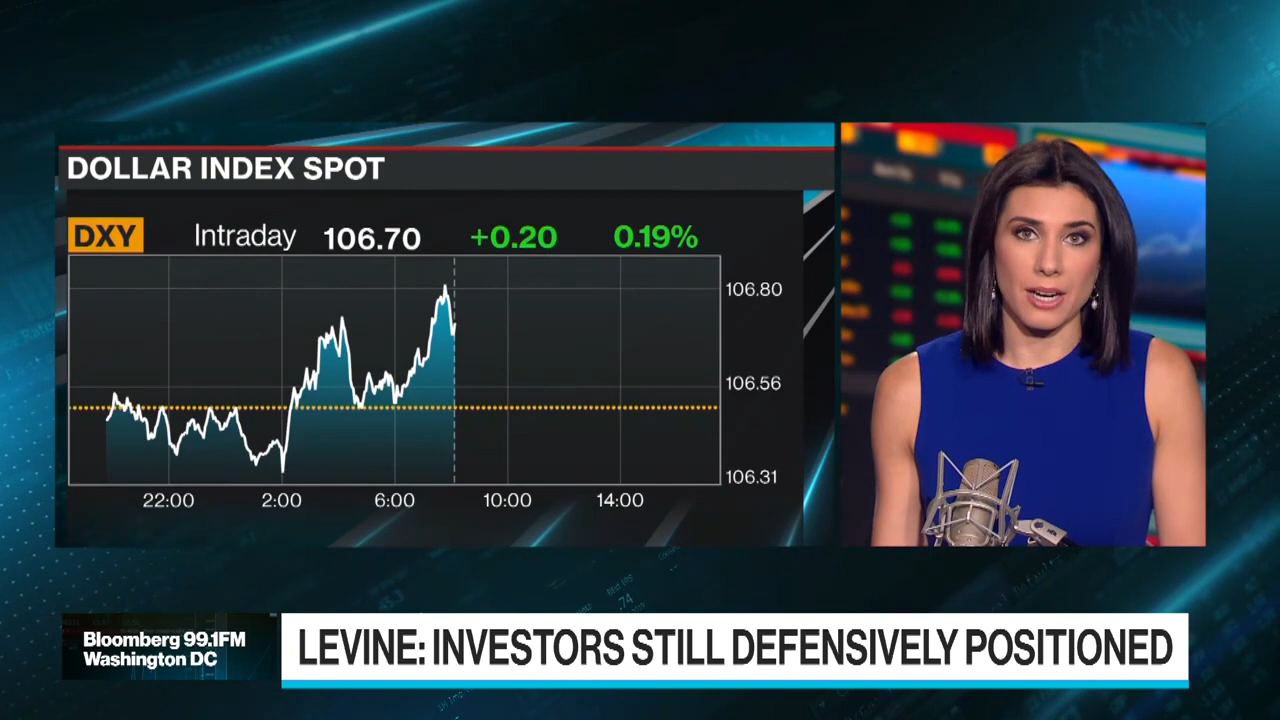 DOLLAR INDEX SPOT
DXY Intraday 106.70 +0.20 0.19%
106.80
106.56
106.31
22:00 2:00 6:00 10:00 14:00
Bloomberg 99.1FM
Washington DC
LEVINE: INVESTORS STILL DEFENSIVELY POSITIONED